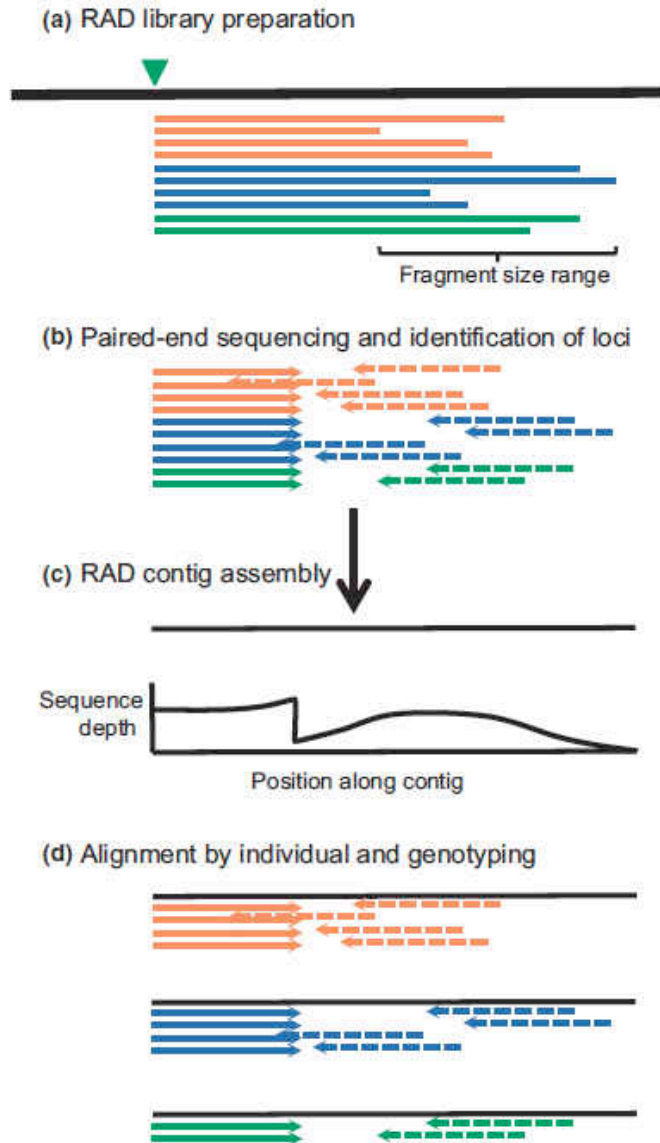 (a) RAD library preparation
Fragment size range
(b) Paired-end sequencing and identification of loci
(c) RAD contig assembly
Sequence
depth
Position along contig
(d) Alignment by individual and genotyping